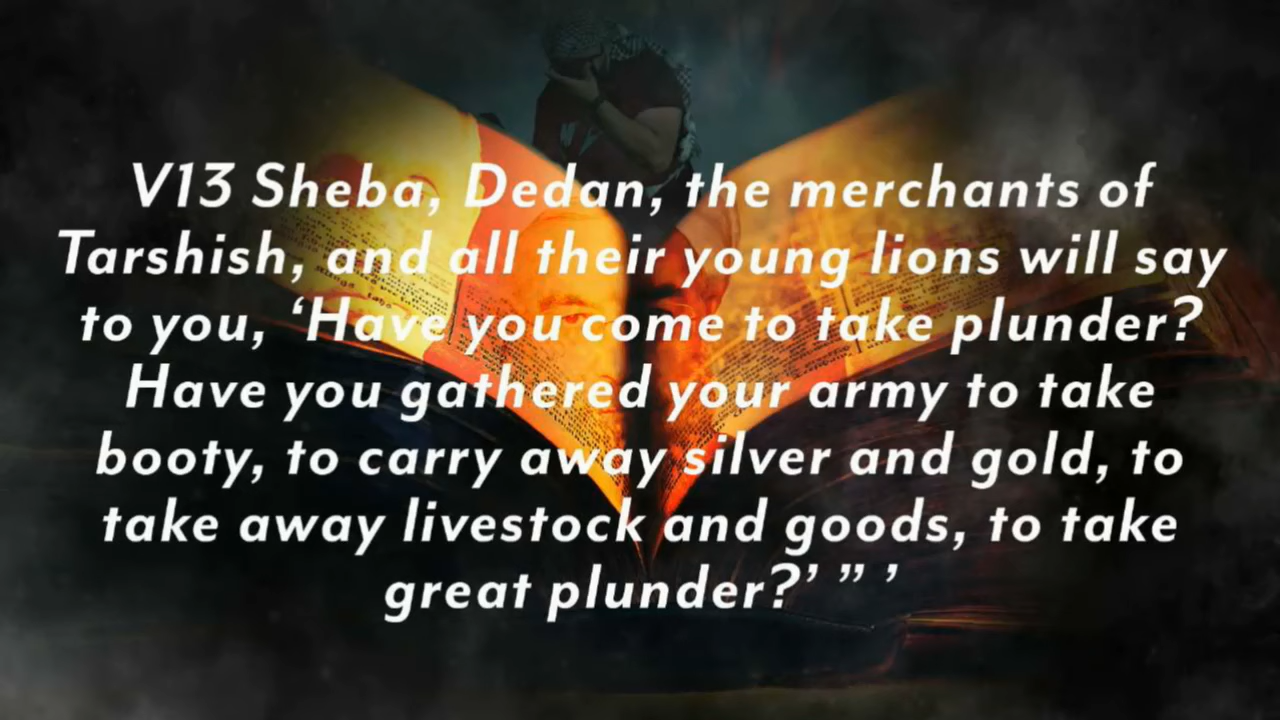 V13 Sheba, Dedan, the merchants of
Tarshish, and all their young lions will say
to you, ‘Have you come to take plunder?
Have you gathered your army to take
booty, to carry away silver and gold, to
take away livestock and goods, to take
great plunder?’ ” ’